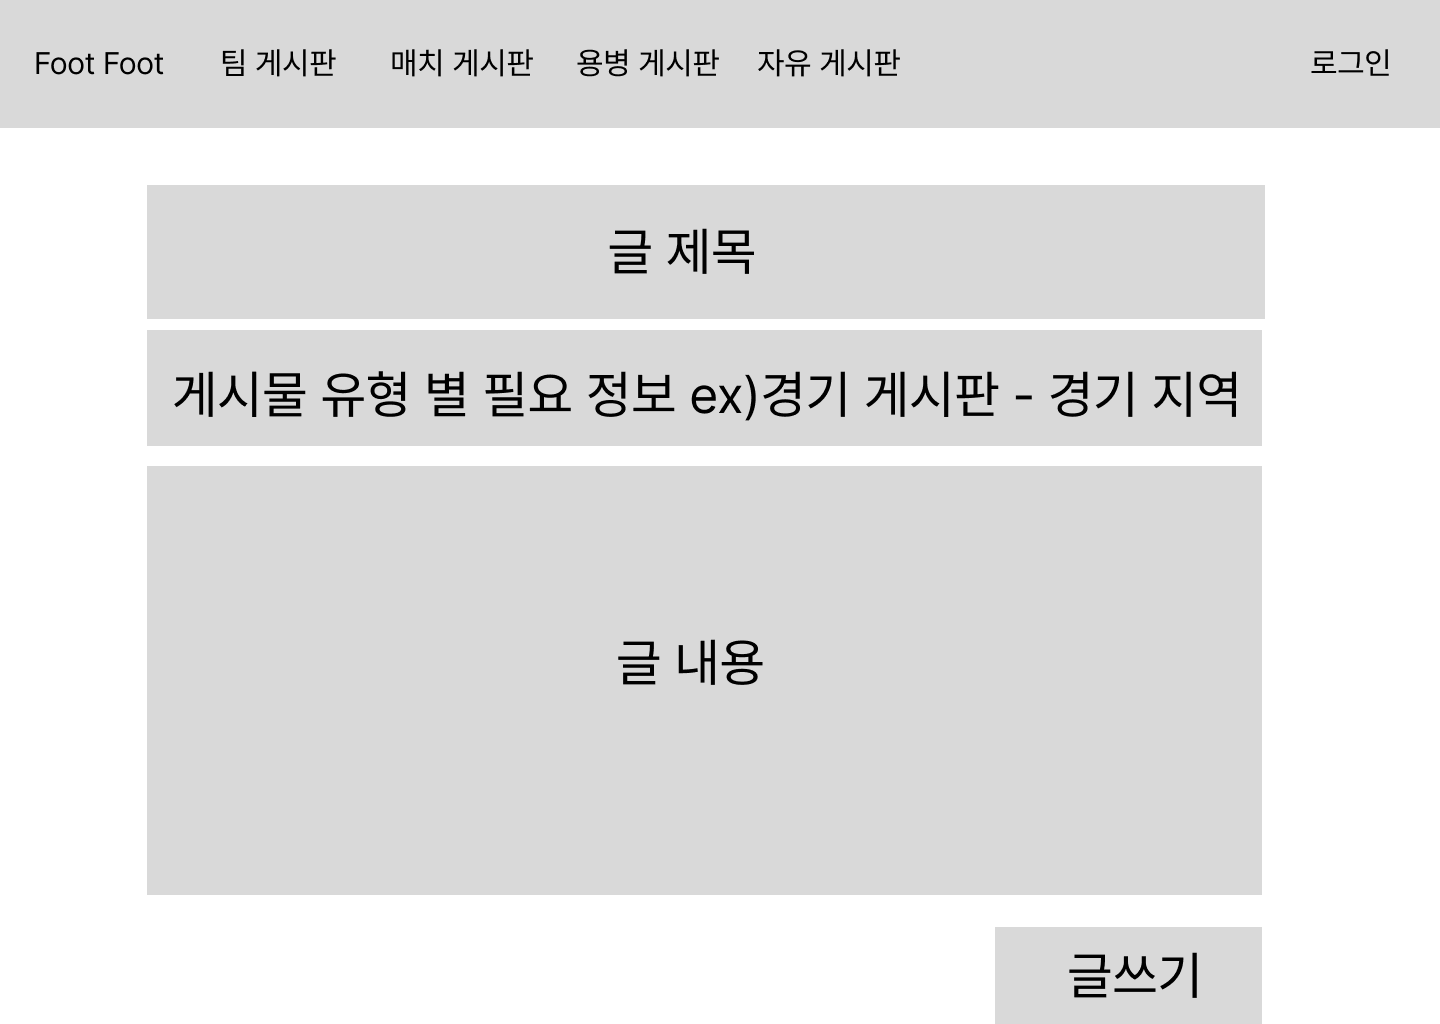 Foot Foot 팀 게시판 매치 게시판 용병 게시판 자유 게시판 로그인
글 제목
게시물 유형 별 필요 정보 ex)경기 게시판 - 경기 지역
글 내용
글쓰기